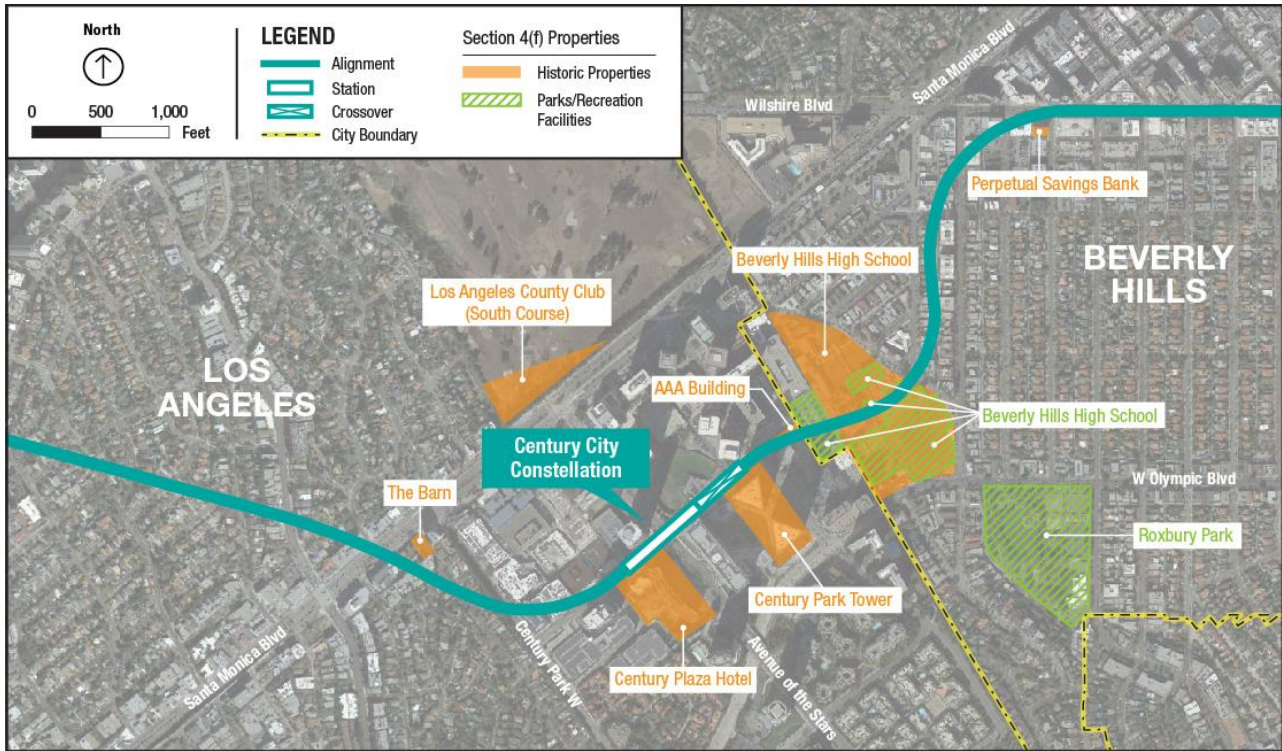 North
0 500 1,000
Feet
LEGEND
Alignment
Station
Crossover
City Boundary
Section 4(f) Properties
Historic Properties
Parks/Recreation
Facilities
Santa Monica Blvd
Wilshire Blvd
Perpetual Savings Bank
BEVERLY
HILLS
Beverly Hills High School
Los Angeles County Club
(South Course)
LOS
ANGELES
AAA Building
Beverly Hills High School
Century City
Constellation
W Olympic Blvd
The Barn
Roxbury Park
Century Park Tower
Santa Monica Blvd
Century Park W
Century Plaza Hotel
Avenue of the Stars